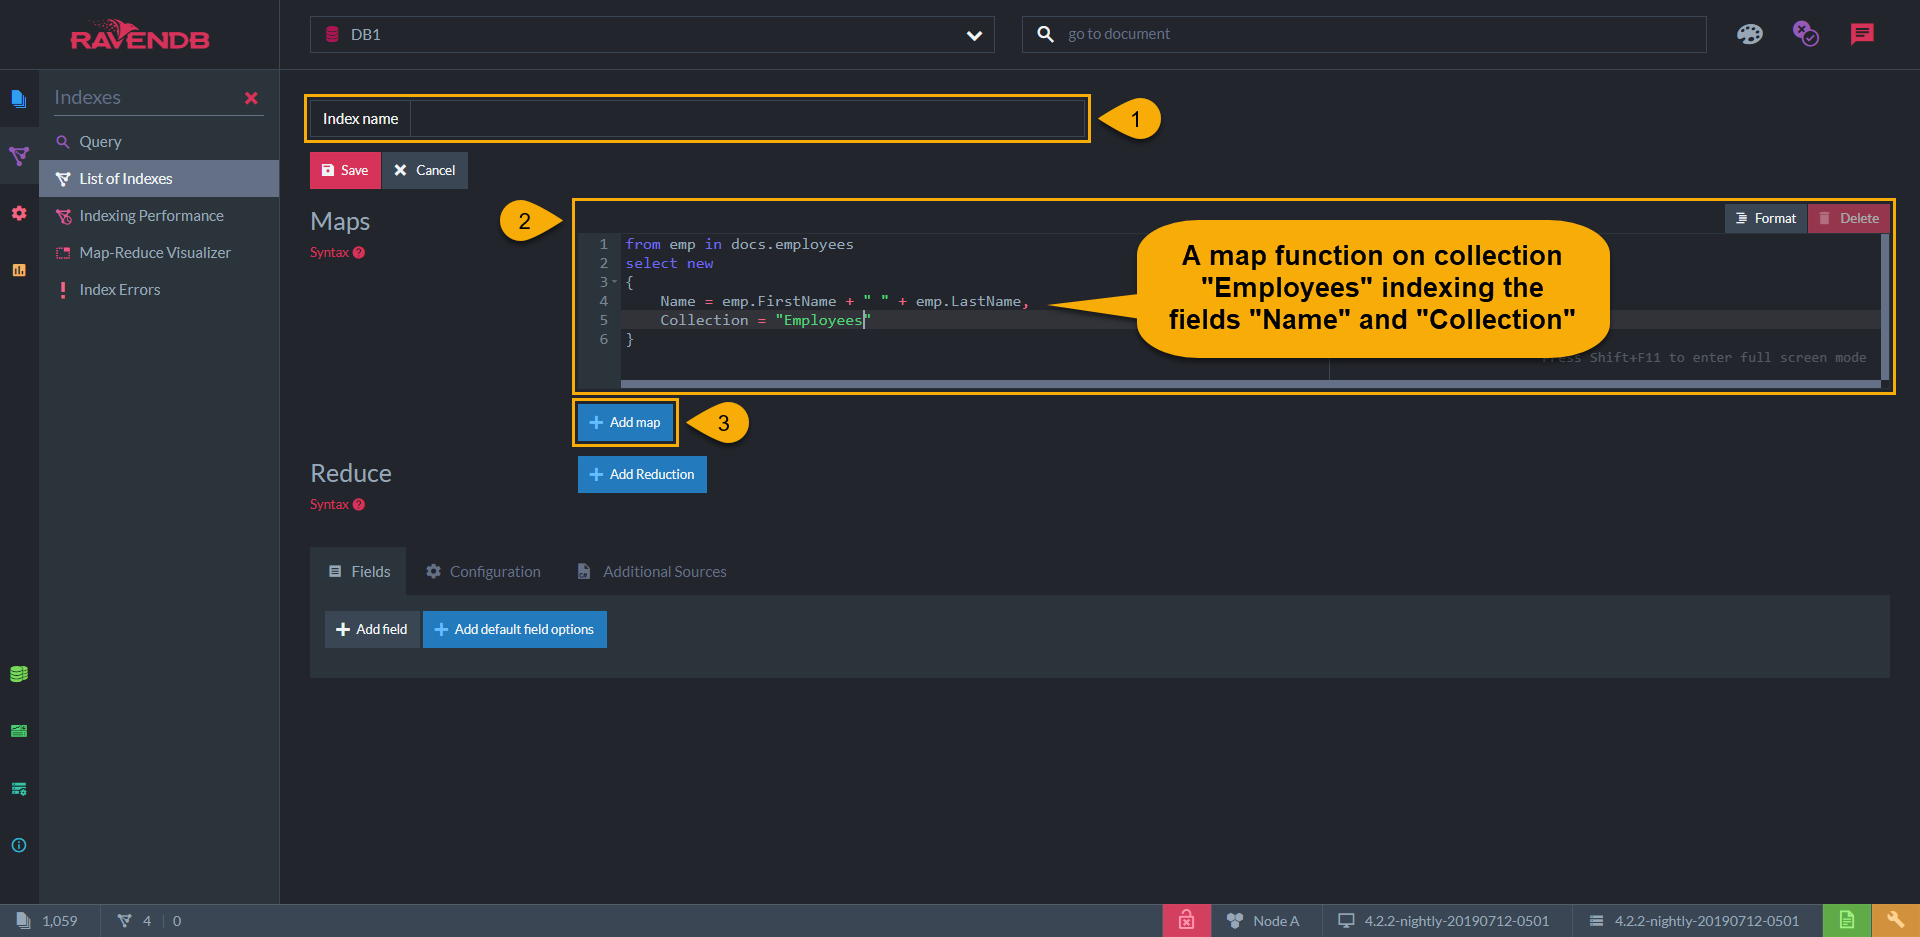 RAVENDB
DB1
go to document
Indexes
Query
List of Indexes
Indexing Performance
Map-Reduce Visualizer
Index Errors
Index name
1
Save
Cancel
Maps
Syntax ?
2
Format
Delete
1 from emp in docs.employees
2 select new
3 {
4 Name = emp.FirstName + " " + emp.LastName,
5 Collection = "Employees"
6 }
A map function on collection
"Employees" indexing the
fields "Name" and "Collection"
Press Shift+F11 to enter full screen mode
Add map
3
Reduce
Syntax ?
Add Reduction
Fields
Configuration
Additional Sources
Add field
Add default field options
1,059
4 | 0
Node A
4.2.2-nightly-20190712-0501
4.2.2-nightly-20190712-0501